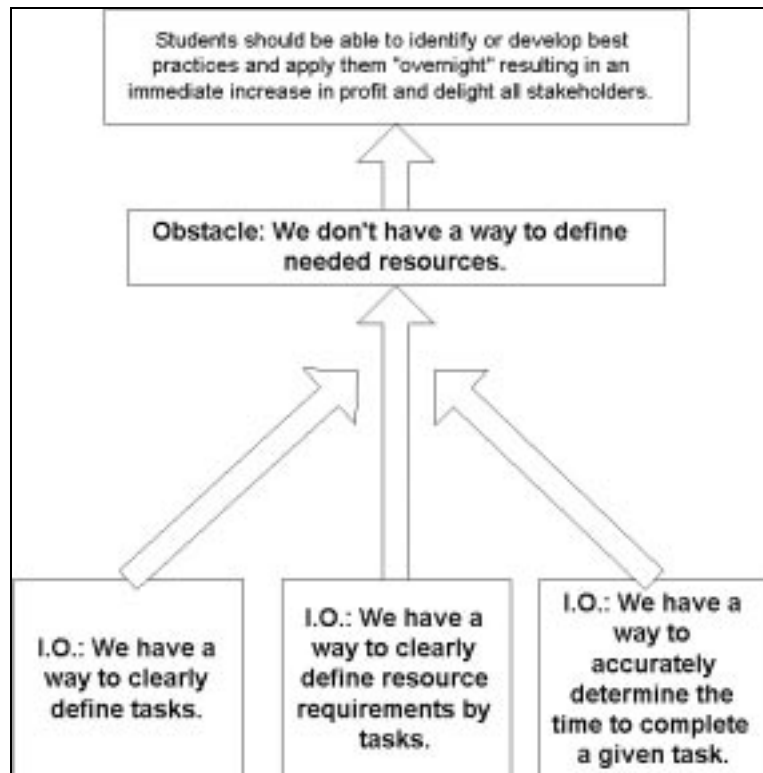 Students should be able to identify or develop best
practices and apply them "overnight" resulting in an
immediate increase in profit and delight all stakeholders.
Obstacle: We don't have a way to define
needed resources.
I.O.: We have a
way to clearly
define tasks.
I.O.: We have a
way to clearly
define resource
requirements by
tasks.
I.O.: We have a
way to
accurately
determine the
time to complete
a given task.